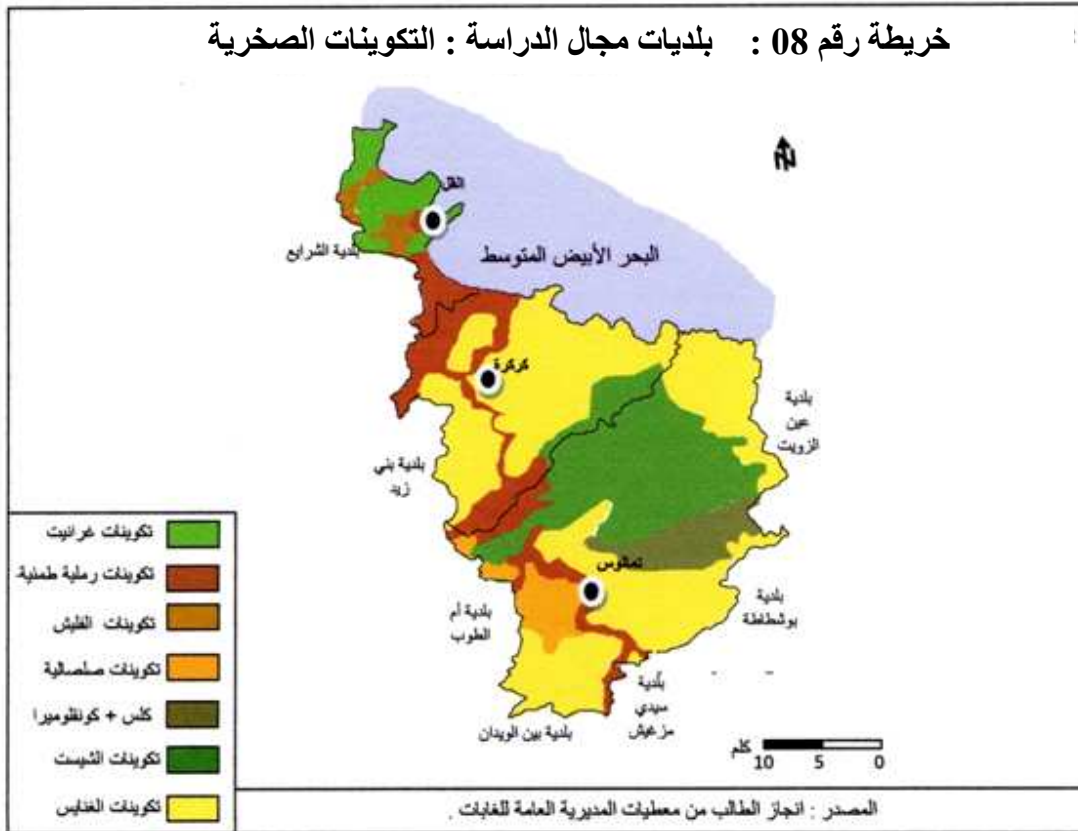 خريطة رقم 08 : بلديات مجال الدراسة : التكوينات الصخرية
القل
بلدية الشرايع
البحر الأبيض المتوسط
كركرة
بلدية
عين
الزويت
بلدية بني
زيد
تمالوس
بلدية أم
الطوب
بلدية
بوشطاطة
بلدية
سيدي
مزغيش
بلدية بين الويدان
كلم
10 5 0
تكوينات غرانيت
تكوينات رملية طمئية
تكوينات الفليش
تكوينات صلصالية
كلس + كونقلوميرا
تكوينات الشيست
تكوينات الغنايس
المصدر : انجاز الطالب من معطيات المديرية العامة للغابات .